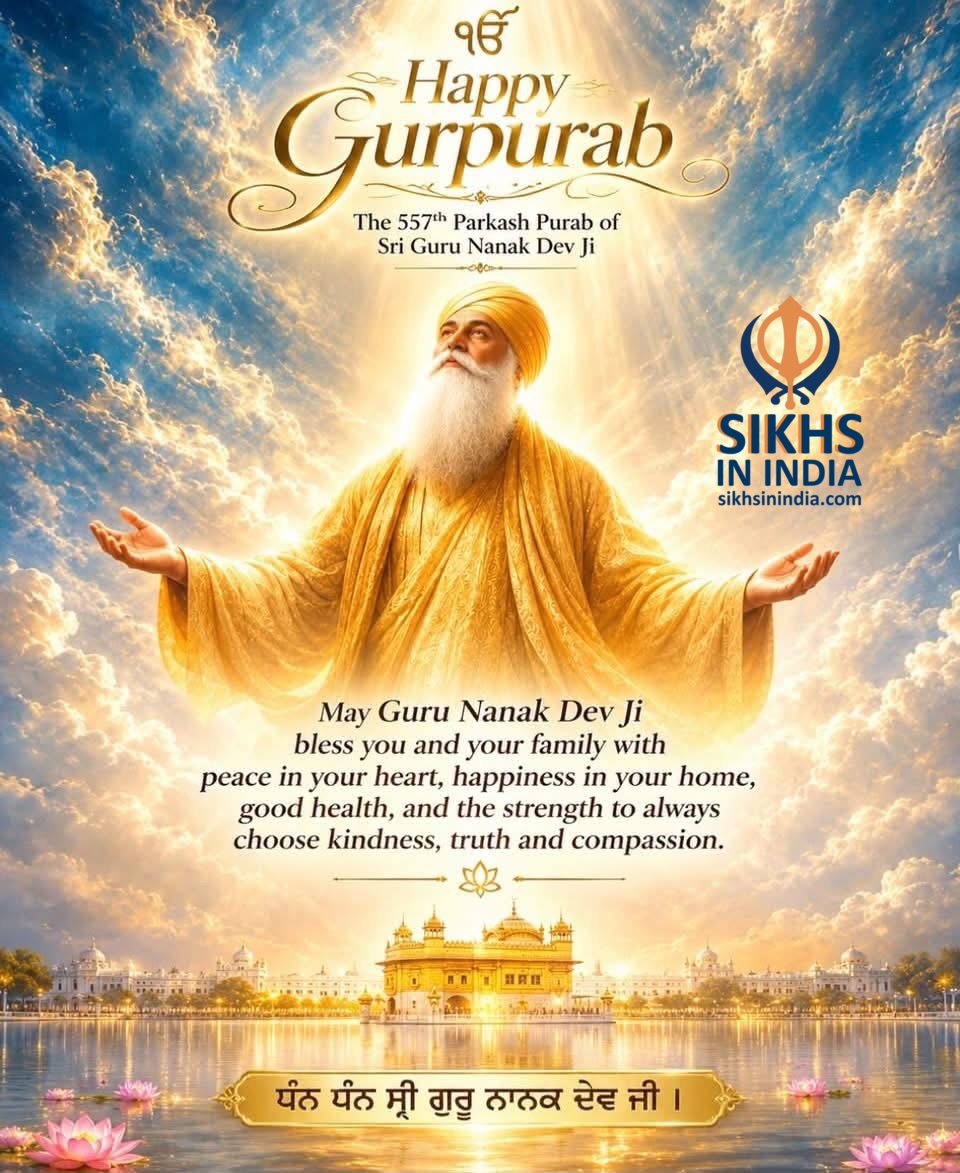 ੴ
Happy
Gurpurab
The 557th Parkash Purab of
Sri Guru Nanak Dev Ji
SIKHS
IN INDIA
sikhsinindia.com
May Guru Nanak Dev Ji
bless you and your family with
peace in your heart, happiness in your home,
good health, and the strength to always
choose kindness, truth and compassion.
ਧੰਨ ਧੰਨ ਸ੍ਰੀ ਗੁਰੂ ਨਾਨਕ ਦੇਵ ਜੀ ।